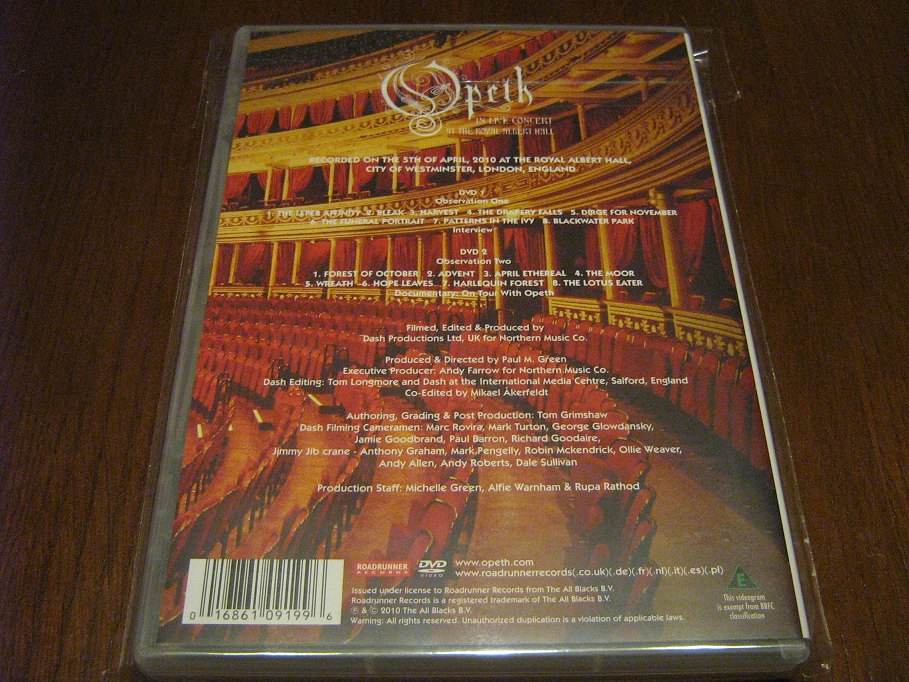 Opeth
IN LIVE CONCERT
AT THE ROYAL ALBERT HALL
RECORDED ON THE 5TH OF APRIL, 2010 AT THE ROYAL ALBERT HALL,
CITY OF WESTMINSTER, LONDON, ENGLAND
DVD 1
Observation One
1. THE LEPER AFFINITY 2. BLEAK 3. HARVEST 4. THE DRAPERY FALLS 5. DIRGE FOR NOVEMBER
6. THE FUNERAL PORTRAIT 7. PATTERNS IN THE IVY 8. BLACKWATER PARK
Interview
DVD 2
Observation Two
1. FOREST OF OCTOBER 2. ADVENT 3. APRIL ETHEREAL 4. THE MOOR
5. WREATH 6. HOPE LEAVES 7. HARLEQUIN FOREST 8. THE LOTUS EATER
Documentary: On Tour With Opeth
Filmed, Edited & Produced by
Dash Productions Ltd, UK for Northern Music Co.
Produced & Directed by Paul M. Green
Executive Producer: Andy Farrow for Northern Music Co.
Dash Editing: Tom Longmore and Dash at the International Media Centre, Salford, England
Co-Edited by Mikael Åkerfeldt
Authoring, Grading & Post Production: Tom Grimshaw
Dash Filming Cameramen: Marc Rovira, Mark Turton, George Glowdansky,
Jamie Goodbrand, Paul Barron, Richard Goodaire,
Jimmy Jib crane - Anthony Graham, Mark Pengelly, Robin Mckendrick, Ollie Weaver,
Andy Allen, Andy Roberts, Dale Sullivan
Production Staff: Michelle Green, Alfie Warnham & Rupa Rathod
0 16861 09199 6
ROADRUNNER
RECORDS
DVD
VIDEO
www.opeth.com
www.roadrunnerrecords(.co.uk)(.de)(.fr)(.nl)(.it)(.es)(.pl)
Issued under license to Roadrunner Records from The All Blacks B.V.
Roadrunner Records is a registered trademark of The All Blacks B.V.
℗ & © 2010 The All Blacks B.V.
Warning: All rights reserved. Unauthorized duplication is a violation of applicable laws.
E
This videogram
is exempt from BBFC
classification